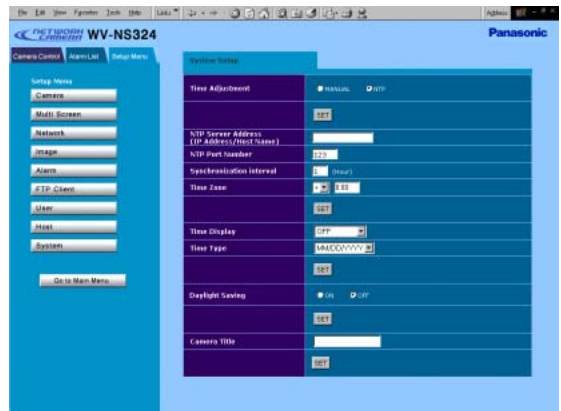 File Edit View Favorites Tools Help
Links
Address
NETWORK
CAMERA WV-NS324
Panasonic
Camera Control Alarm List Setup Menu
System Setup
Setup Menu
Camera
Multi Screen
Network
Image
Alarm
FTP Client
User
Host
System
Go to Main Menu
Time Adjustment MANUAL NTP
SET
NTP Server Address
(IP Address/Host Name)
NTP Port Number 123
Synchronization interval 1 (Hour)
Time Zone +
SET
Time Display OFF
Time Type MM/DD/YYYY
SET
Daylight Saving ON OFF
SET
Camera Title
SET